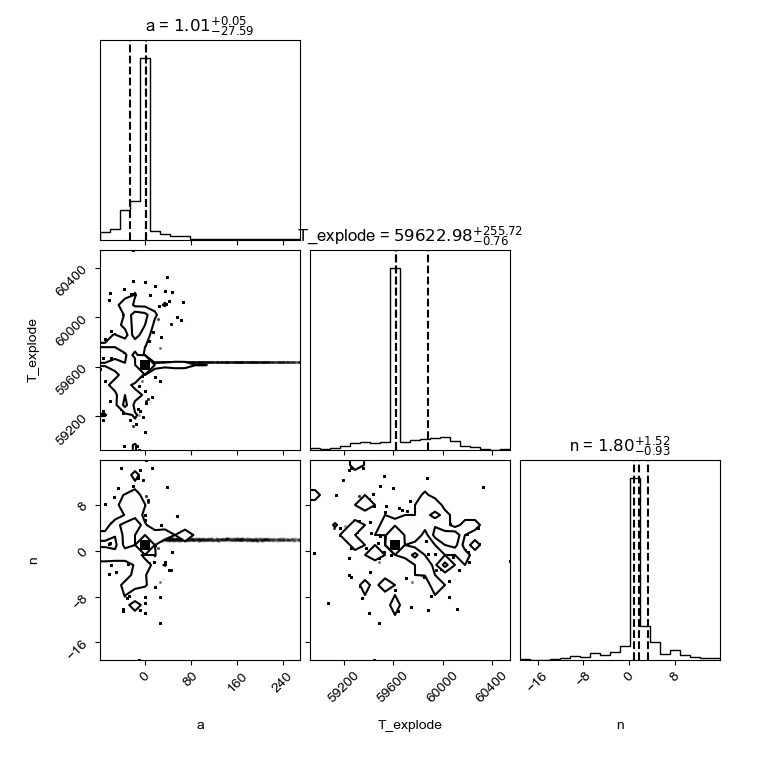 a = 1.01+0.05−27.59
T_explode = 59622.98+255.72−0.76
60400
60000
59600
59200
T_explode
n = 1.80+1.52−0.93
8
0
−8
−16
n
0
80
160
240
59200
59600
60000
60400
−16
−8
0
8
a
T_explode
n